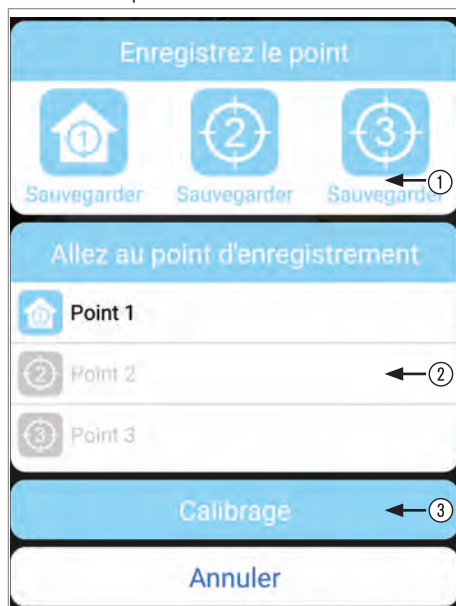 Enregistrez le point
1 2 3
Sauvegarder Sauvegarder Sauvegarder
1
Allez au point d'enregistrement
1 Point 1
2 Point 2
2
3 Point 3
Calibrage
3
Annuler